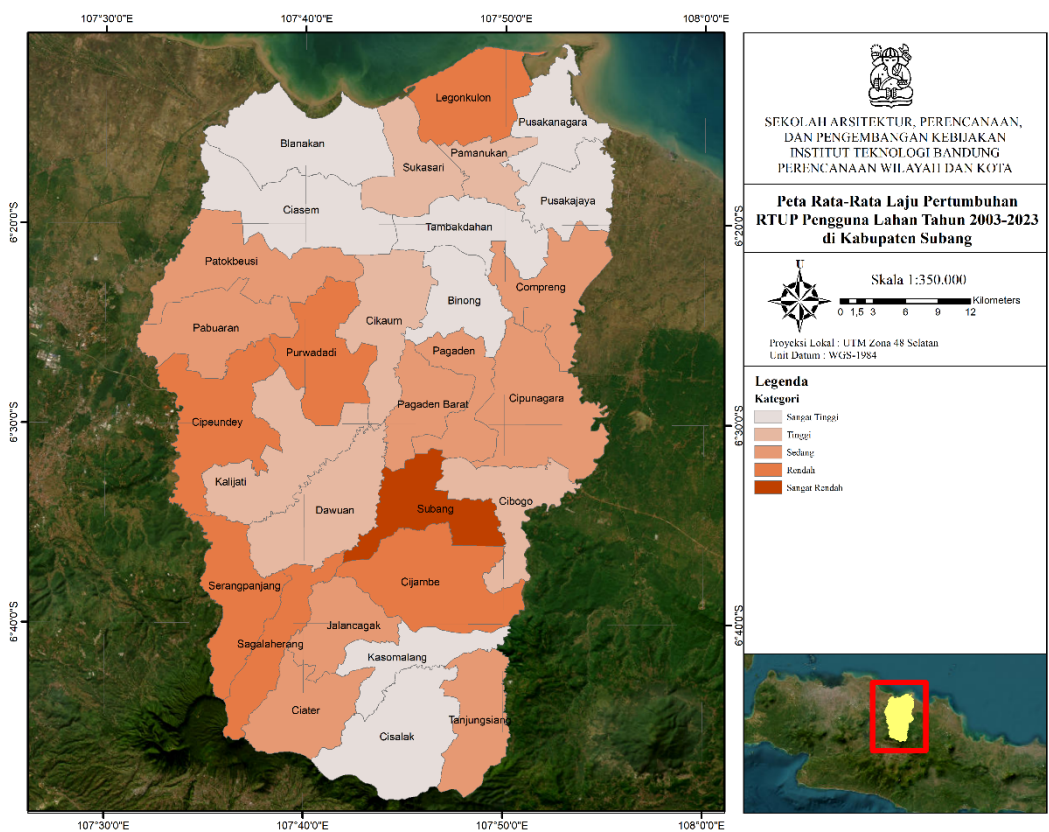 107°30'0"E
107°40'0"E
107°50'0"E
108°0'0"E
6°20'0"S
6°30'0"S
6°40'0"S
Legonkulon
Pusakanagara
Blanakan
Pamanukan
Sukasari
Pusakajaya
Ciasem
Tambakdahan
Patokbeusi
Compreng
Binong
Cikaum
Pabuaran
Purwadadi
Pagaden
Pagaden Barat
Cipunagara
Cipeundey
Kalijati
Cibogo
Dawuan
Subang
Serangpanjang
Cijambe
Jalancagak
Sagalaherang
Kasomalang
Ciater
Tanjungsiang
Cisalak
6°20'0"S
6°30'0"S
6°40'0"S
107°30'0"E
107°40'0"E
107°50'0"E
108°0'0"E
SEKOLAH ARSITEKTUR, PERENCANAAN,
DAN PENGEMBANGAN KEBIJAKAN
INSTITUT TEKNOLOGI BANDUNG
PERENCANAAN WILAYAH DAN KOTA
Peta Rata-Rata Laju Pertumbuhan
RTUP Pengguna Lahan Tahun 2003-2023
di Kabupaten Subang
U
Skala 1:350.000
Kilometers
0 1,5 3 6 9 12
Proyeksi Lokal : UTM Zona 48 Selatan
Unit Datum : WGS-1984
Legenda
Kategori
Sangat Tinggi
Tinggi
Sedang
Rendah
Sangat Rendah